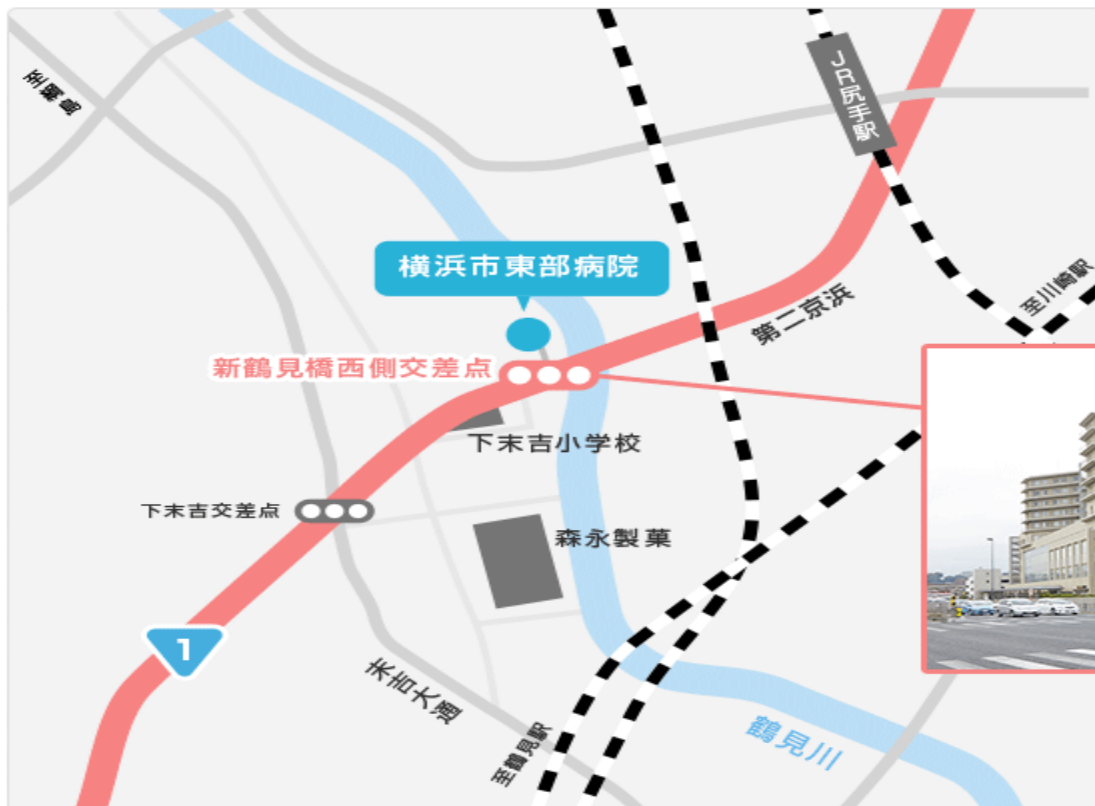 至綱島
JR尻手駅
横浜市東部病院
至川崎駅
第二京浜
新鶴見橋西側交差点
下末吉小学校
下末吉交差点
森永製菓
1
末吉大通
至鶴見駅
鶴見川